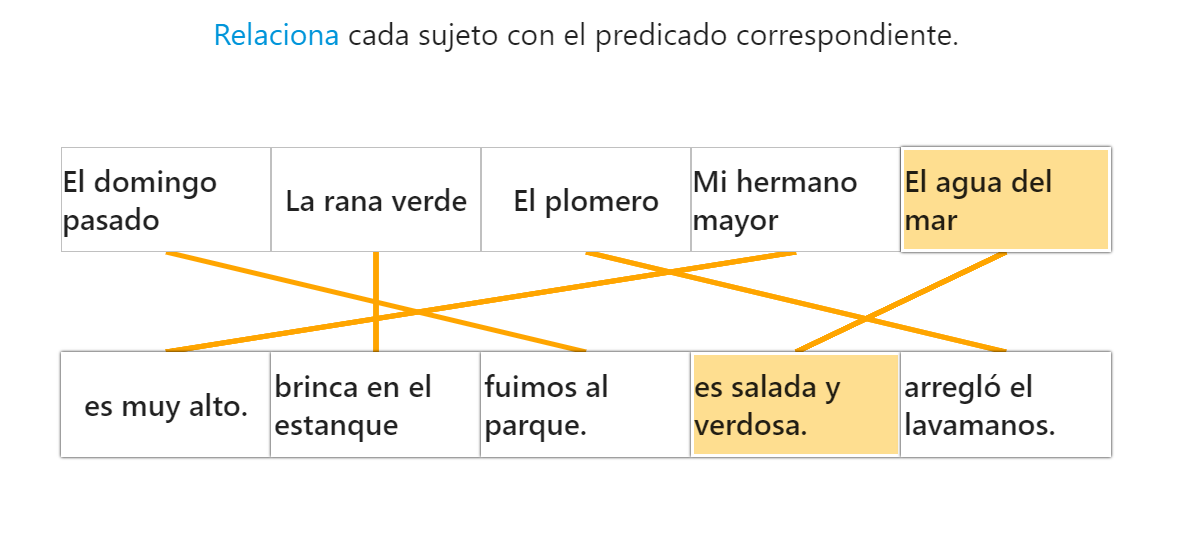 Relaciona cada sujeto con el predicado correspondiente.
El domingo
pasado
La rana verde
El plomero
Mi hermano
mayor
El agua del
mar
es muy alto.
brinca en el
estanque
fuimos al
parque.
es salada y
verdosa.
arregló el
lavamanos.